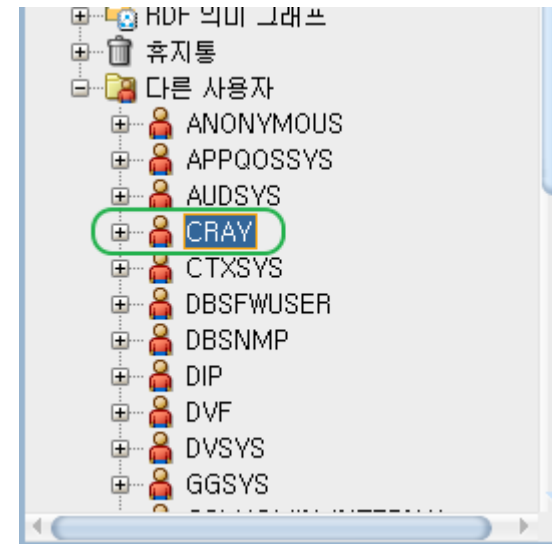 RDF 의미 그래프
휴지통
다른 사용자
ANONYMOUS
APPQOSSYS
AUDSYS
CRAY
CTXSYS
DBSFWUSER
DBSNMP
DIP
DVF
DVSYS
GGSYS